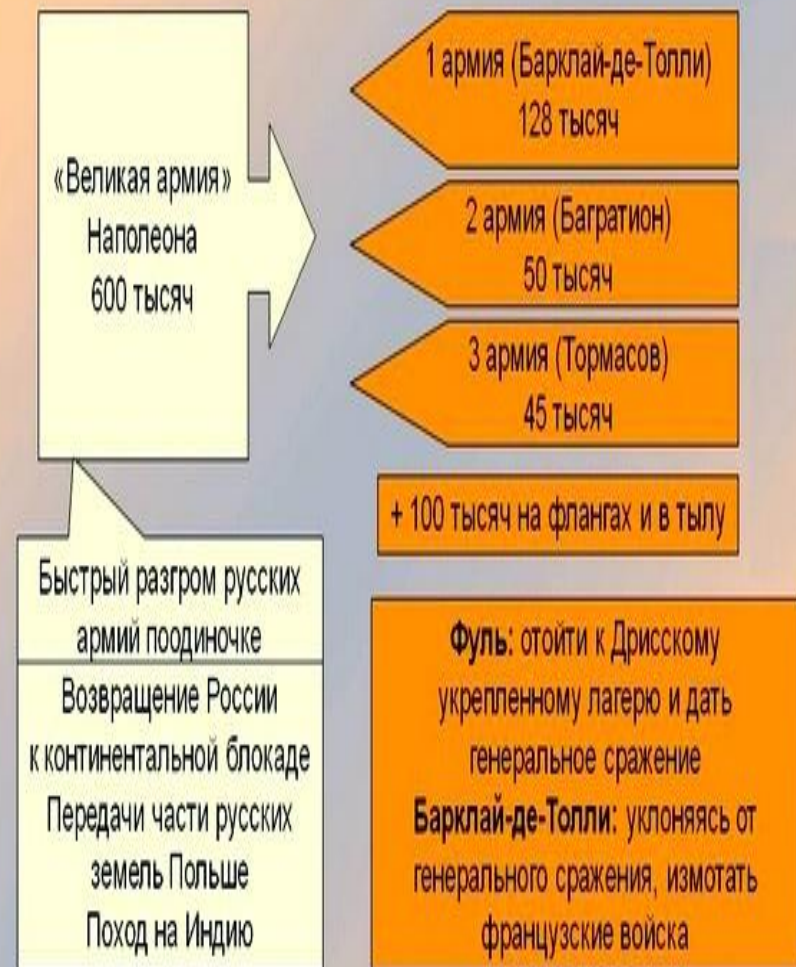 «Великая армия»
Наполеона
600 тысяч
1 армия (Барклай-де-Толли)
128 тысяч
2 армия (Багратион)
50 тысяч
3 армия (Тормасов)
45 тысяч
+ 100 тысяч на флангах и в тылу
Быстрый разгром русских
армий поодиночке
Возвращение России
к континентальной блокаде
Передачи части русских
земель Польше
Поход на Индию
Фуль: отойти к Дрисскому
укрепленному лагерю и дать
генеральное сражение
Барклай-де-Толли: уклоняясь от
генерального сражения, измотать
французские войска